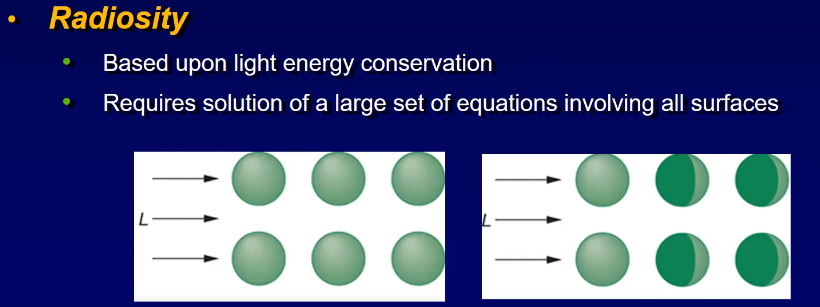 • Radiosity
• Based upon light energy conservation
• Requires solution of a large set of equations involving all surfaces
L
L